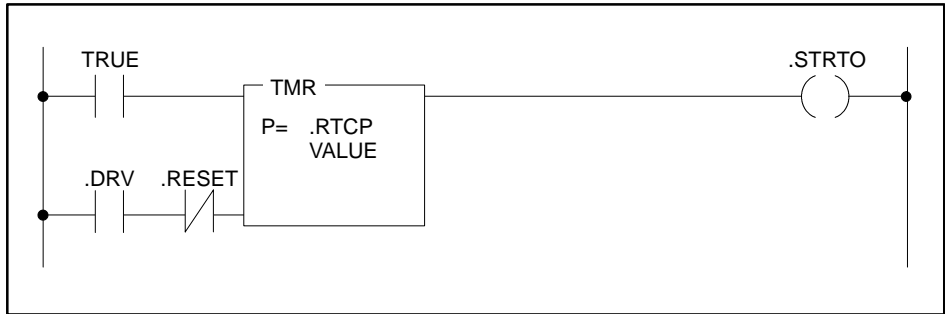 TRUE
.STRTO
TMR
P= .RTCP
VALUE
.DRV .RESET